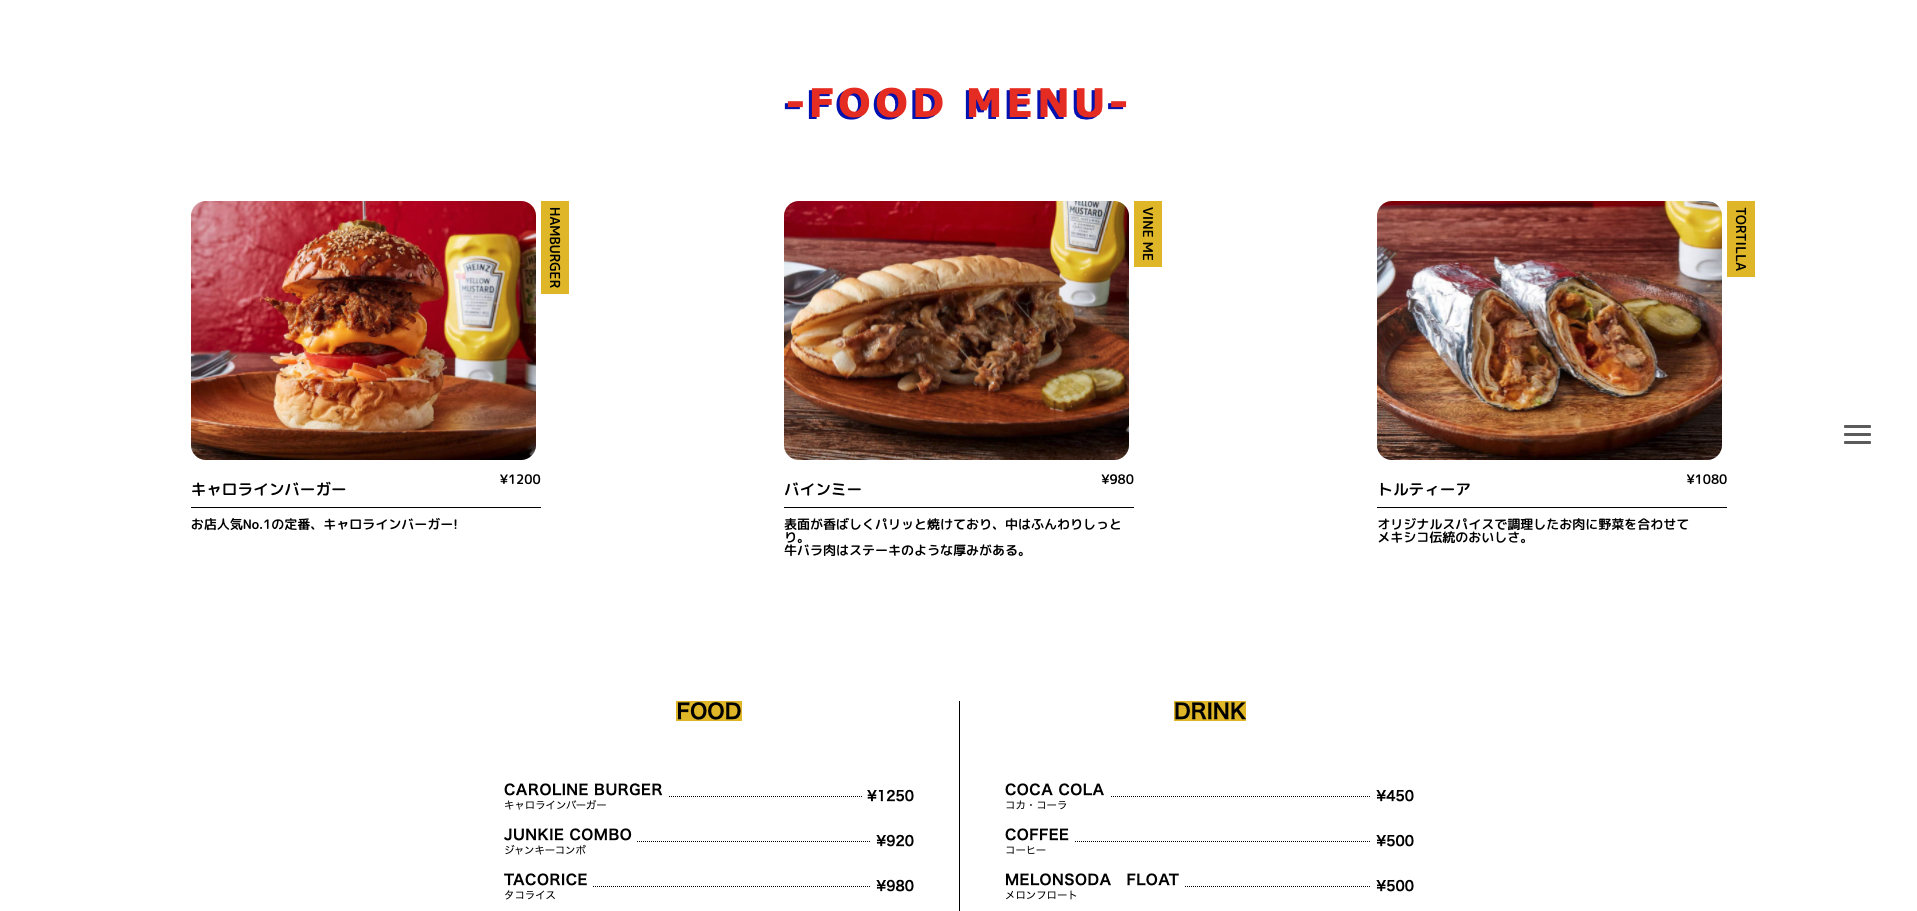 -FOOD MENU-
HAMBURGER
HEINZ
YELLOW
MUSTARD
キャロラインバーガー
¥1200
お店人気No.1の定番、キャロラインバーガー!
VINE ME
YELLOW
MUSTARD
バインミー
¥980
表面が香ばしくパリッと焼けており、中はふんわりしっと
り。
牛バラ肉はステーキのような厚みがある。
TORTILLA
トルティーア
¥1080
オリジナルスパイスで調理したお肉に野菜を合わせて
メキシコ伝統のおいしさ。
FOOD
CAROLINE BURGER ¥1250
キャロラインバーガー
JUNKIE COMBO ¥920
ジャンキーコンボ
TACORICE ¥980
タコライス
DRINK
COCA COLA ¥450
コカ・コーラ
COFFEE ¥500
コーヒー
MELONSODA　FLOAT ¥500
メロンフロート